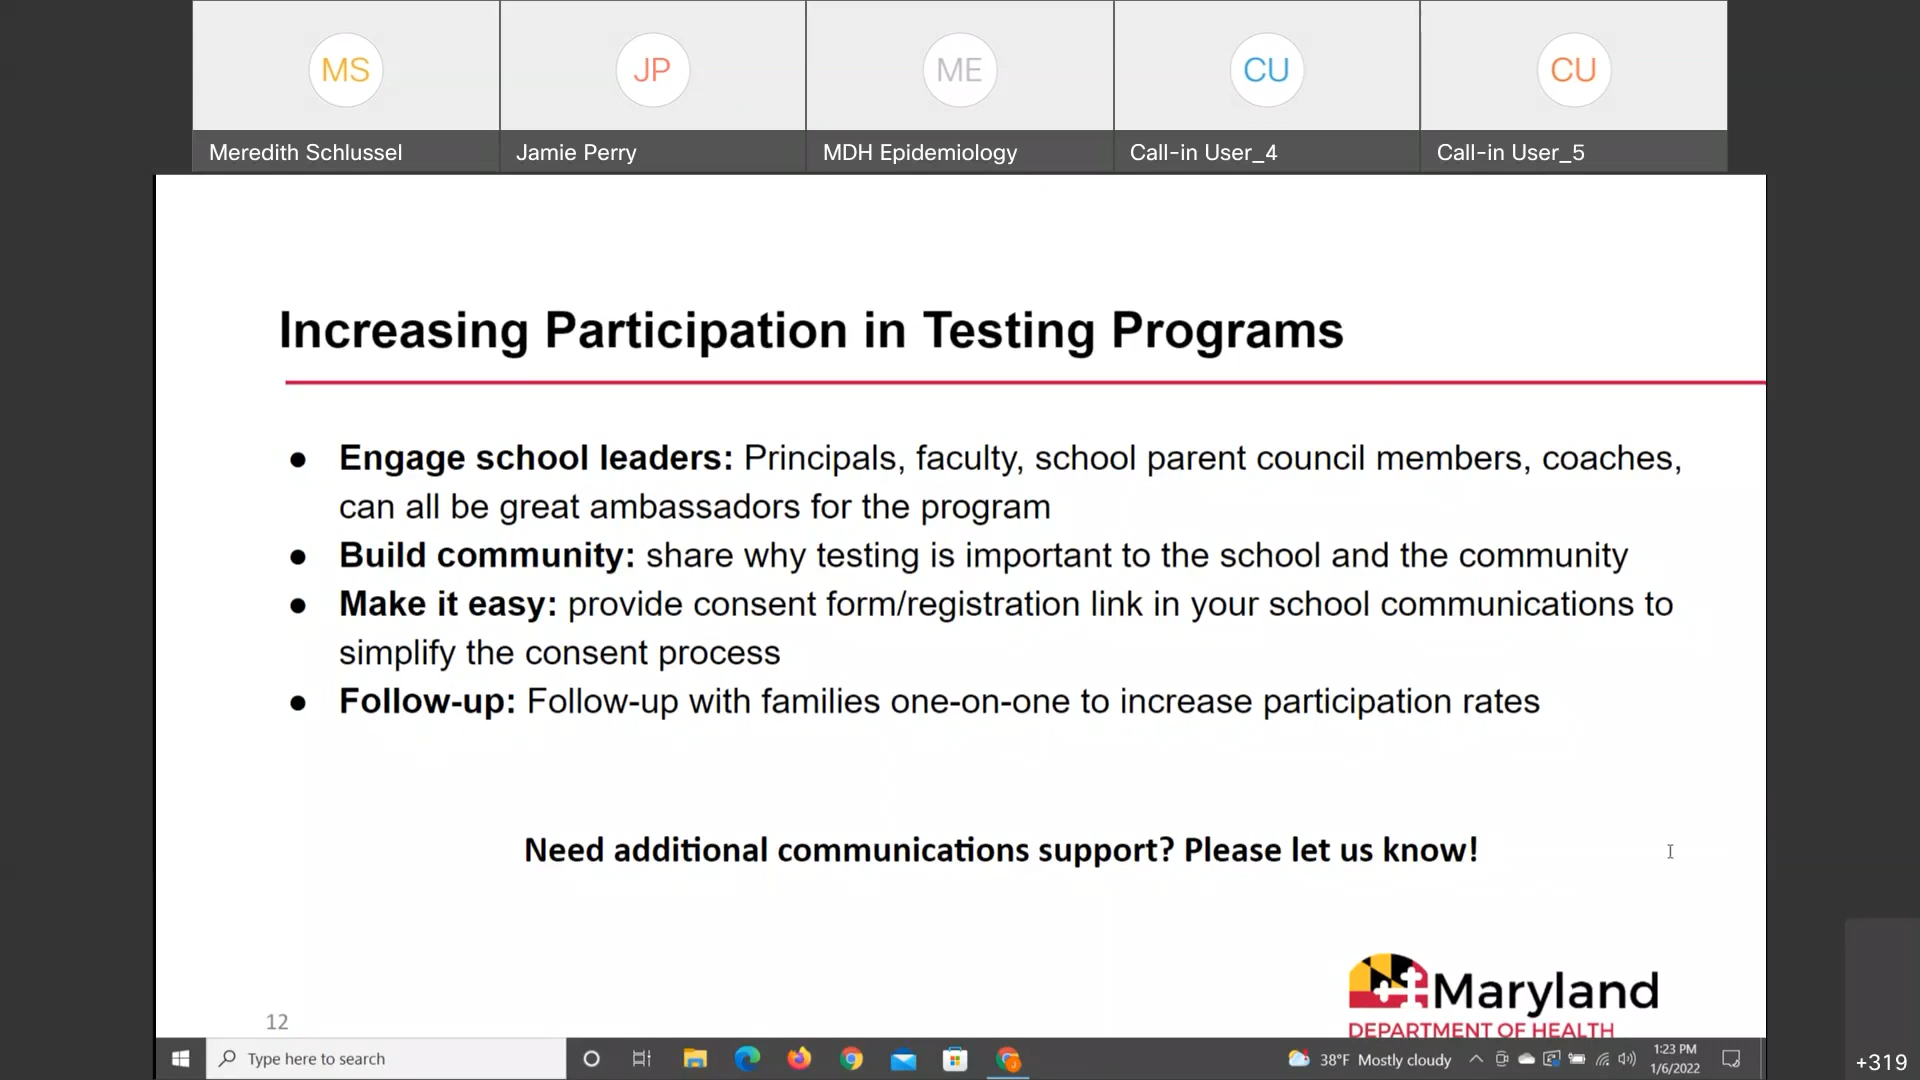 MS
JP
ME
CU
CU
Meredith Schlussel
Jamie Perry
MDH Epidemiology
Call-in User_4
Call-in User_5
Increasing Participation in Testing Programs
● Engage school leaders: Principals, faculty, school parent council members, coaches,
can all be great ambassadors for the program
● Build community: share why testing is important to the school and the community
● Make it easy: provide consent form/registration link in your school communications to
simplify the consent process
● Follow-up: Follow-up with families one-on-one to increase participation rates
Need additional communications support? Please let us know!
Maryland
DEPARTMENT OF HEALTH
12
Type here to search
38°F Mostly cloudy
1:23 PM
1/6/2022
+319